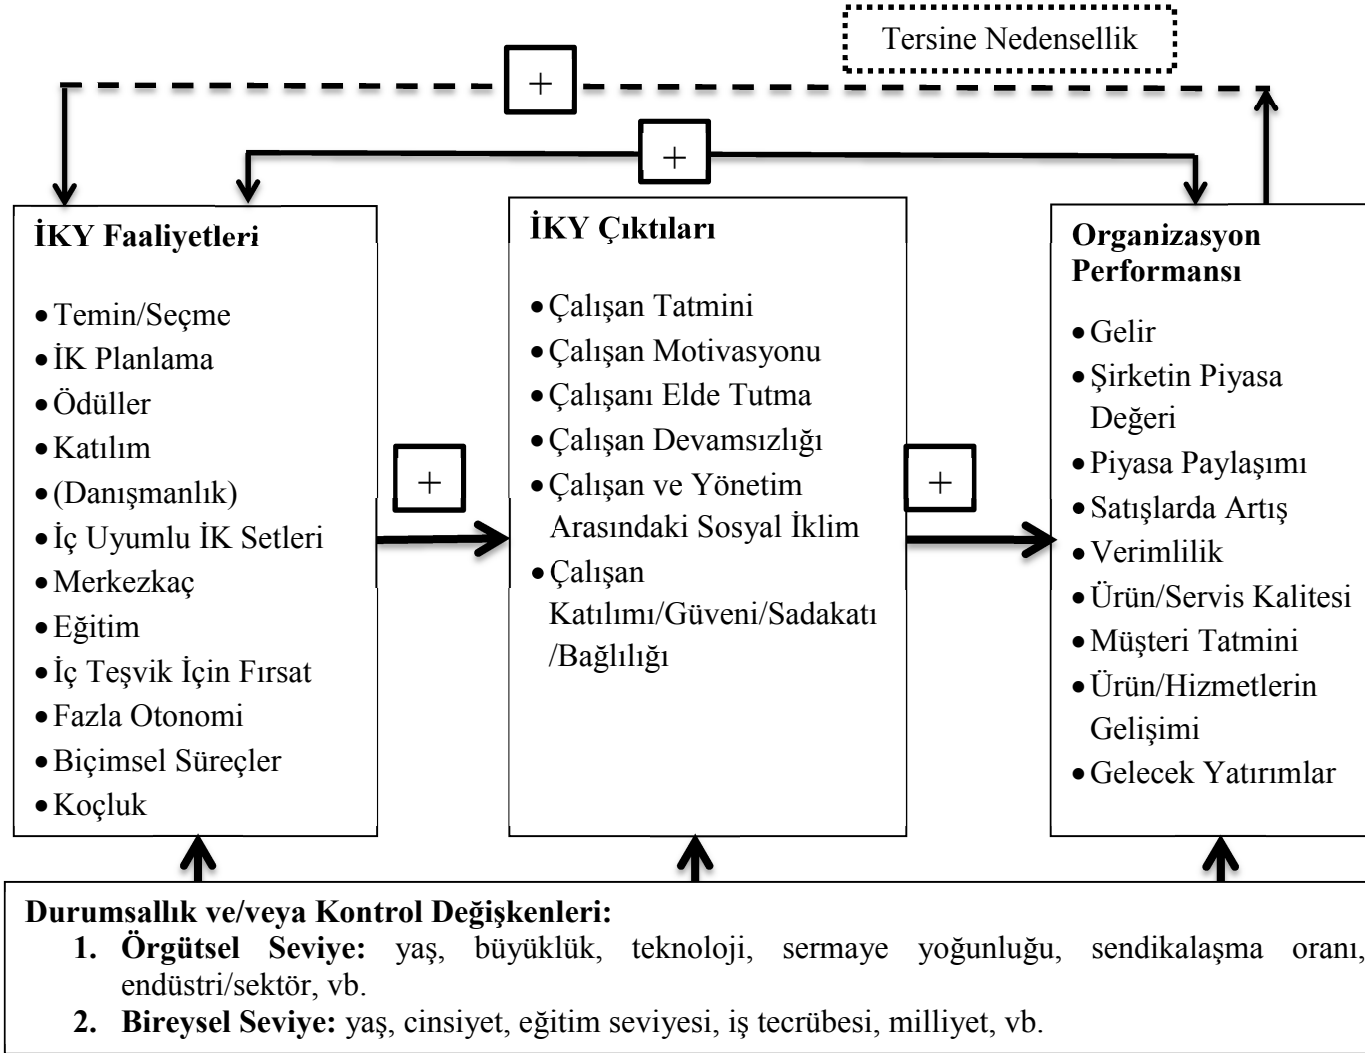 Tersine Nedensellik
+
+
İKY Faaliyetleri
• Temin/Seçme
• İK Planlama
• Ödüller
• Katılım
• (Danışmanlık)
• İç Uyumlu İK Setleri
• Merkezkaç
• Eğitim
• İç Teşvik İçin Fırsat
• Fazla Otonomi
• Biçimsel Süreçler
• Koçluk
+
İKY Çıktıları
• Çalışan Tatmini
• Çalışan Motivasyonu
• Çalışanı Elde Tutma
• Çalışan Devamsızlığı
• Çalışan ve Yönetim
Arasındaki Sosyal İklim
• Çalışan
Katılımı/Güveni/Sadakatı
/Bağlılığı
+
Organizasyon
Performansı
• Gelir
• Şirketin Piyasa
Değeri
• Piyasa Paylaşımı
• Satışlarda Artış
• Verimlilik
• Ürün/Servis Kalitesi
• Müşteri Tatmini
• Ürün/Hizmetlerin
Gelişimi
• Gelecek Yatırımlar
Durumsallık ve/veya Kontrol Değişkenleri:
1. Örgütsel Seviye: yaş, büyüklük, teknoloji, sermaye yoğunluğu, sendikalaşma oranı,
endüstri/sektör, vb.
2. Bireysel Seviye: yaş, cinsiyet, eğitim seviyesi, iş tecrübesi, milliyet, vb.